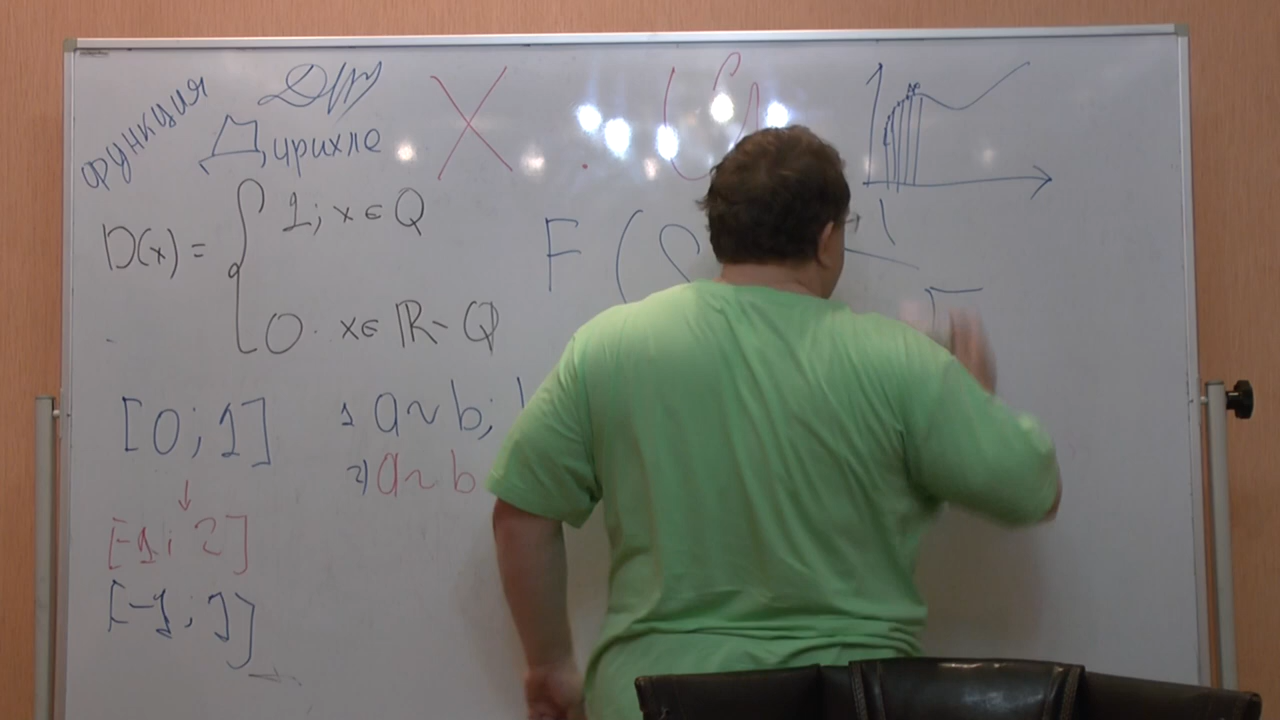 функция
Дирихле
D(x) = { 1; x ∈ Q
0. x ∈ R - Q
X
F (
[0; 1]
1 a ~ b;
2) a ~ b
[-1; 2]
[-1; 1]